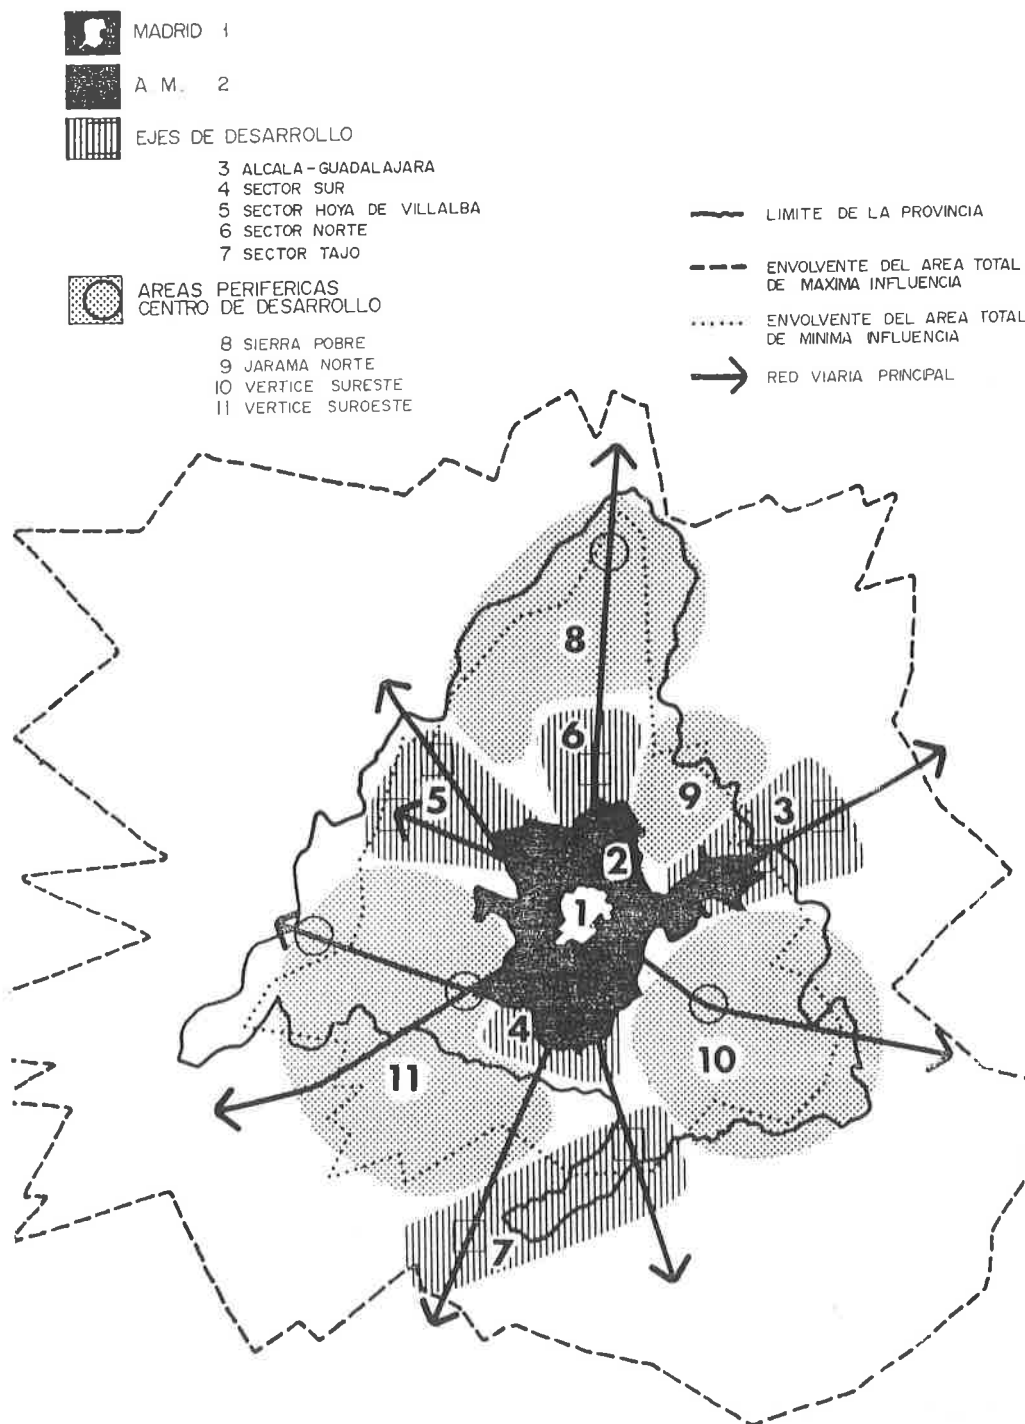 MADRID 1
A M. 2
EJES DE DESARROLLO
3 ALCALA-GUADALAJARA
4 SECTOR SUR
5 SECTOR HOYA DE VILLALBA
6 SECTOR NORTE
7 SECTOR TAJO
AREAS PERIFERICAS
CENTRO DE DESARROLLO
8 SIERRA POBRE
9 JARAMA NORTE
10 VERTICE SURESTE
11 VERTICE SUROESTE
LIMITE DE LA PROVINCIA
ENVOLVENTE DEL AREA TOTAL
DE MAXIMA INFLUENCIA
ENVOLVENTE DEL AREA TOTAL
DE MINIMA INFLUENCIA
RED VIARIA PRINCIPAL
8
6
5
9
3
2
1
4
11
10
7